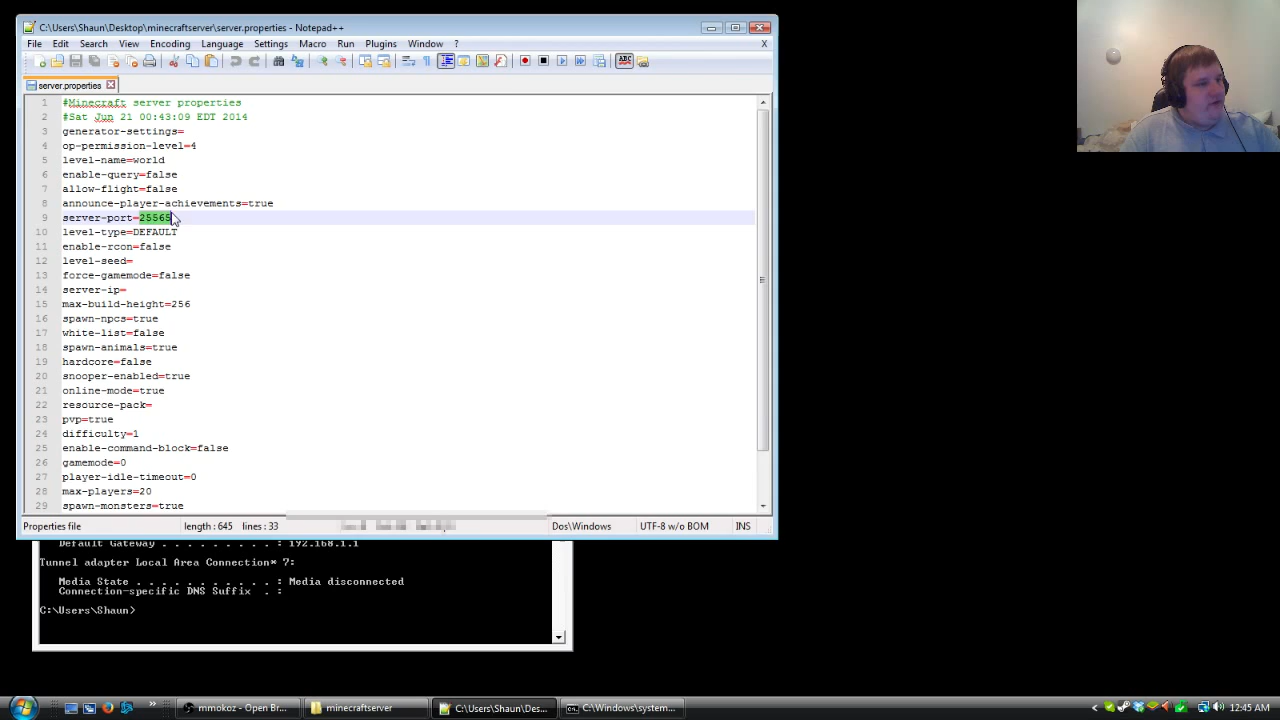 C:\Users\Shaun\Desktop\minecraftserver\server.properties - Notepad++
File Edit Search View Encoding Language Settings Macro Run Plugins Window ? X
server.properties
1 #Minecraft server properties
2 #Sat Jun 21 00:43:09 EDT 2014
3 generator-settings=
4 op-permission-level=4
5 level-name=world
6 enable-query=false
7 allow-flight=false
8 announce-player-achievements=true
9 server-port=25565
10 level-type=DEFAULT
11 enable-rcon=false
12 level-seed=
13 force-gamemode=false
14 server-ip=
15 max-build-height=256
16 spawn-npcs=true
17 white-list=false
18 spawn-animals=true
19 hardcore=false
20 snooper-enabled=true
21 online-mode=true
22 resource-pack=
23 pvp=true
24 difficulty=1
25 enable-command-block=false
26 gamemode=0
27 player-idle-timeout=0
28 max-players=20
29 spawn-monsters=true
Properties file length : 645 lines : 33 Dos\Windows UTF-8 w/o BOM INS
Default Gateway . . . . . . . . . : 192.168.1.1
Tunnel adapter Local Area Connection* 7:
Media State . . . . . . . . . . . : Media disconnected
Connection-specific DNS Suffix . :
C:\Users\Shaun>
mmokoz - Open Br... minecraftserver C:\Users\Shaun\Des... C:\Windows\system... 12:45 AM